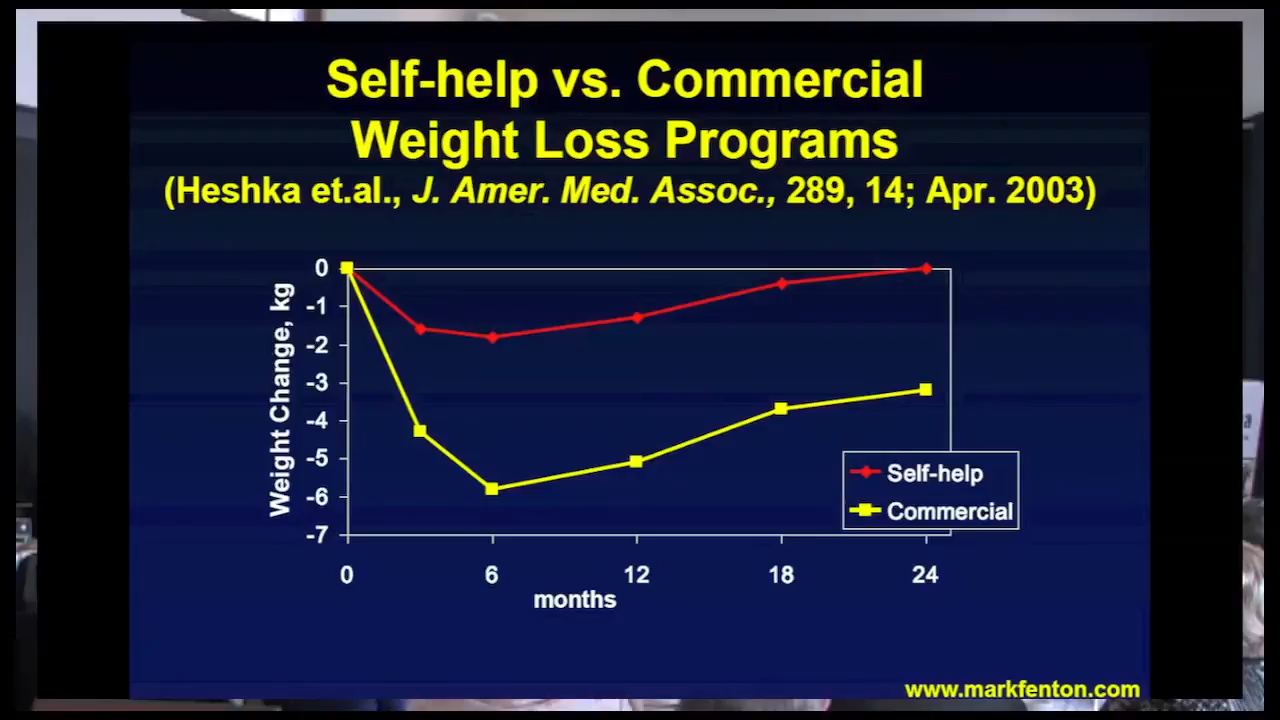 Self-help vs. Commercial
Weight Loss Programs
(Heshka et.al., J. Amer. Med. Assoc., 289, 14; Apr. 2003)
0
-1
-2
-3
-4
-5
-6
-7
Weight Change, kg
Self-help
Commercial
0 6 12 18 24
months
www.markfenton.com